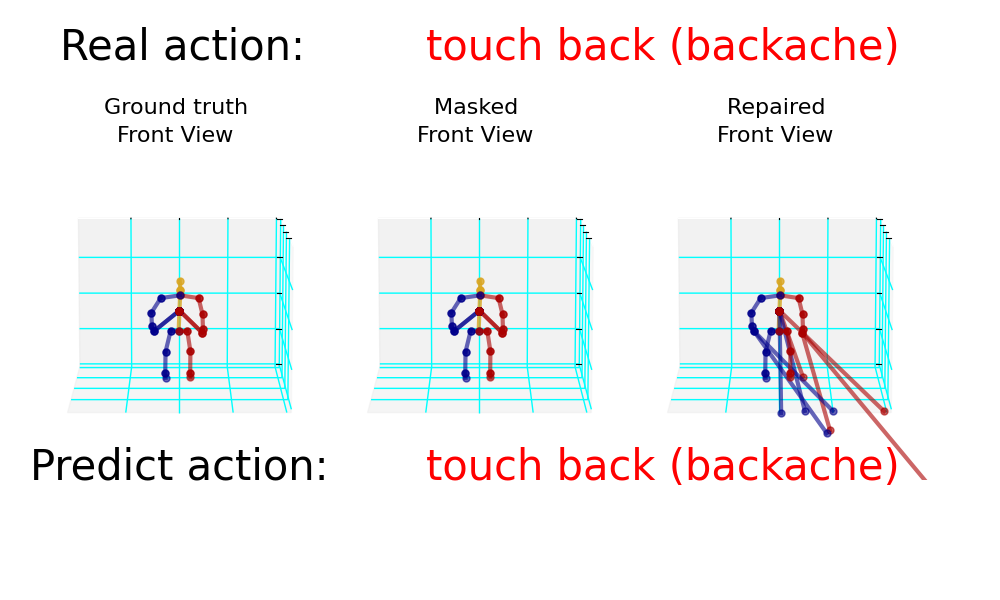 Real action: touch back (backache)
Ground truth Masked Repaired
Front View Front View Front View
Predict action: touch back (backache)